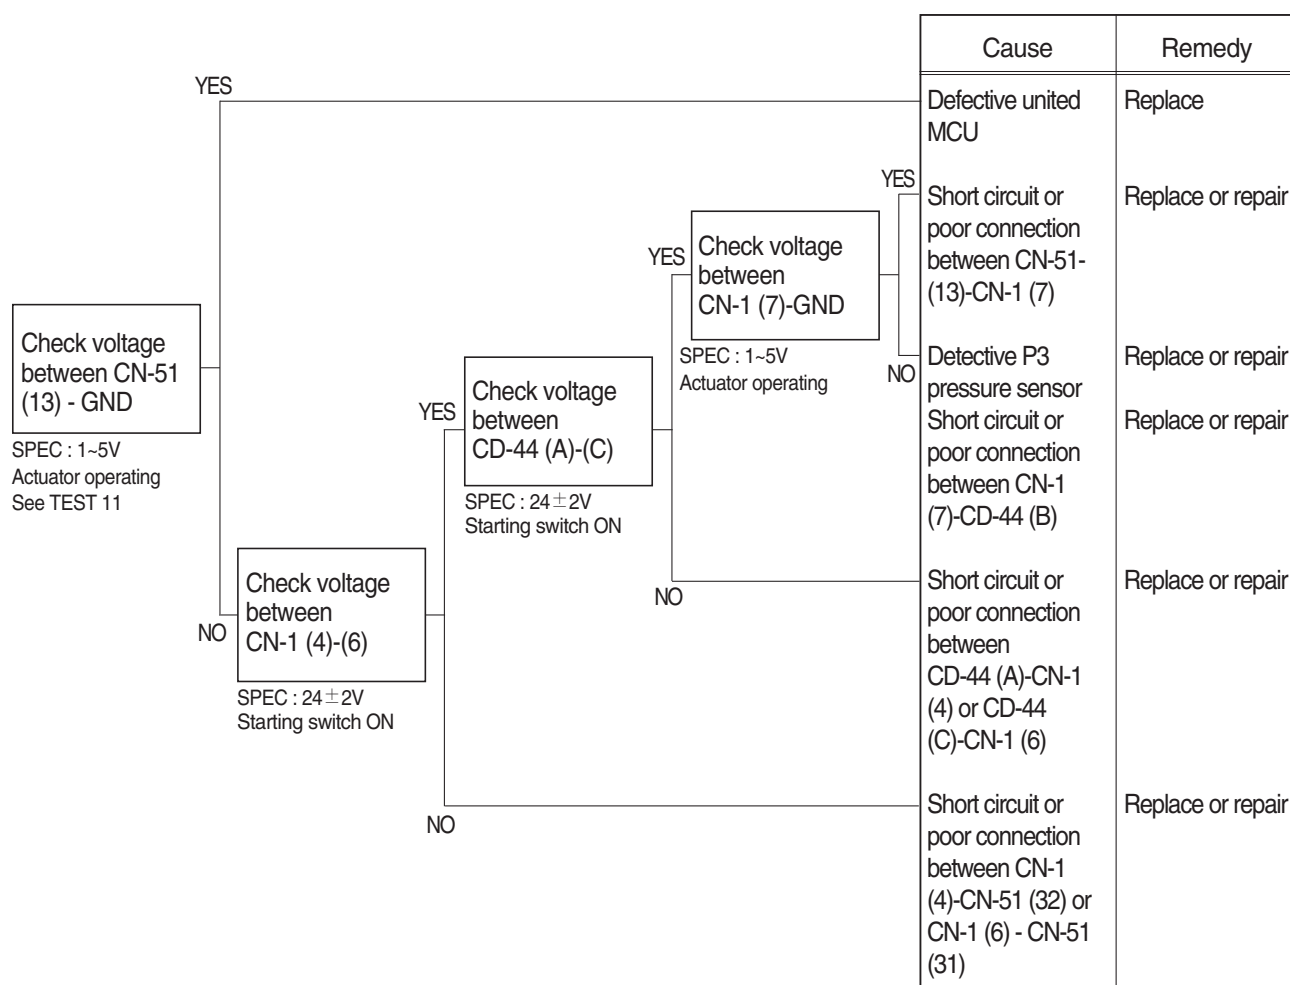 Cause
Remedy
YES
Defective united
MCU
Replace
YES
Short circuit or
poor connection
between CN-51-
(13)-CN-1 (7)
Replace or repair
YES
Check voltage
between
CN-1 (7)-GND
SPEC : 1~5V
Actuator operating
NO
Detective P3
pressure sensor
Replace or repair
Short circuit or
poor connection
between CN-1
(7)-CD-44 (B)
Replace or repair
Check voltage
between CN-51
(13) - GND
SPEC : 1~5V
Actuator operating
See TEST 11
YES
Check voltage
between
CD-44 (A)-(C)
SPEC : 24±2V
Starting switch ON
NO
Short circuit or
poor connection
between
CD-44 (A)-CN-1
(4) or CD-44
(C)-CN-1 (6)
Replace or repair
NO
Check voltage
between
CN-1 (4)-(6)
SPEC : 24±2V
Starting switch ON
NO
Short circuit or
poor connection
between CN-1
(4)-CN-51 (32) or
CN-1 (6) - CN-51
(31)
Replace or repair